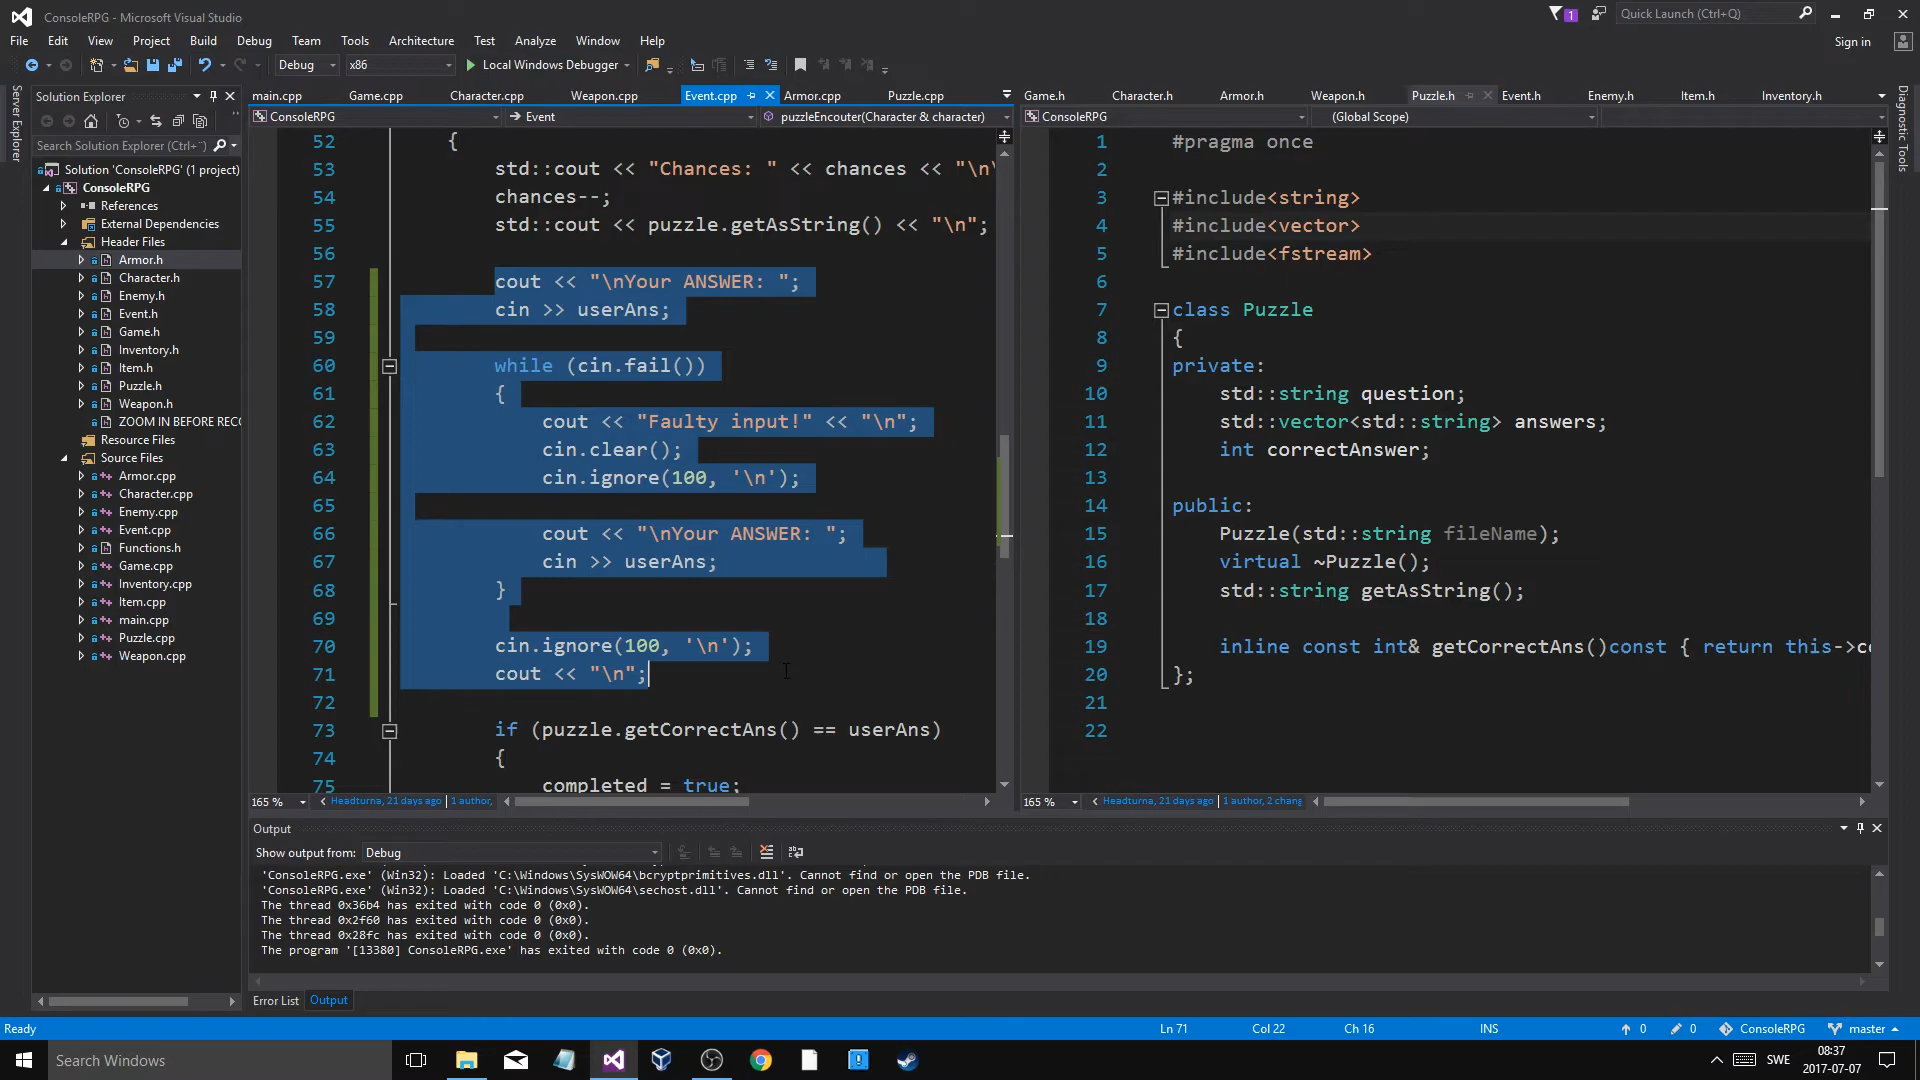 ConsoleRPG - Microsoft Visual Studio
1
Quick Launch (Ctrl+Q)
File Edit View Project Build Debug Team Tools Architecture Test Analyze Window Help
Sign in
Debug x86 Local Windows Debugger
Server Explorer
Solution Explorer
Search Solution Explorer (Ctrl+¨)
Solution 'ConsoleRPG' (1 project)
ConsoleRPG
References
External Dependencies
Header Files
Armor.h
Character.h
Enemy.h
Event.h
Game.h
Inventory.h
Item.h
Puzzle.h
Weapon.h
ZOOM IN BEFORE REC
Resource Files
Source Files
Armor.cpp
Character.cpp
Enemy.cpp
Event.cpp
Functions.h
Game.cpp
Inventory.cpp
Item.cpp
main.cpp
Puzzle.cpp
Weapon.cpp
main.cpp Game.cpp Character.cpp Weapon.cpp Event.cpp Armor.cpp Puzzle.cpp
ConsoleRPG Event puzzleEncouter(Character & character)
52 {
53 std::cout << "Chances: " << chances << "\n\
54 chances--;
55 std::cout << puzzle.getAsString() << "\n";
56
57 cout << "\nYour ANSWER: ";
58 cin >> userAns;
59
60 while (cin.fail())
61 {
62 cout << "Faulty input!" << "\n";
63 cin.clear();
64 cin.ignore(100, '\n');
65
66 cout << "\nYour ANSWER: ";
67 cin >> userAns;
68 }
69
70 cin.ignore(100, '\n');
71 cout << "\n";
72
73 if (puzzle.getCorrectAns() == userAns)
74 {
75 completed = true;
165 % Headturna, 21 days ago | 1 author,
Game.h Character.h Armor.h Weapon.h Puzzle.h Event.h Enemy.h Item.h Inventory.h
ConsoleRPG (Global Scope)
1 #pragma once
2
3 #include<string>
4 #include<vector>
5 #include<fstream>
6
7 class Puzzle
8 {
9 private:
10 std::string question;
11 std::vector<std::string> answers;
12 int correctAnswer;
13
14 public:
15 Puzzle(std::string fileName);
16 virtual ~Puzzle();
17 std::string getAsString();
18
19 inline const int& getCorrectAns()const { return this->co
20 };
21
22
165 % Headturna, 21 days ago | 1 author, 2 chang
Diagnostic Tools
Output
Show output from: Debug
'ConsoleRPG.exe' (Win32): Loaded 'C:\Windows\SysWOW64\bcryptprimitives.dll'. Cannot find or open the PDB file.
'ConsoleRPG.exe' (Win32): Loaded 'C:\Windows\SysWOW64\sechost.dll'. Cannot find or open the PDB file.
The thread 0x36b4 has exited with code 0 (0x0).
The thread 0x2f60 has exited with code 0 (0x0).
The thread 0x28fc has exited with code 0 (0x0).
The program '[13380] ConsoleRPG.exe' has exited with code 0 (0x0).
Error List Output
Ready Ln 71 Col 22 Ch 16 INS 0 0 ConsoleRPG master
Search Windows
SWE
08:37
2017-07-07